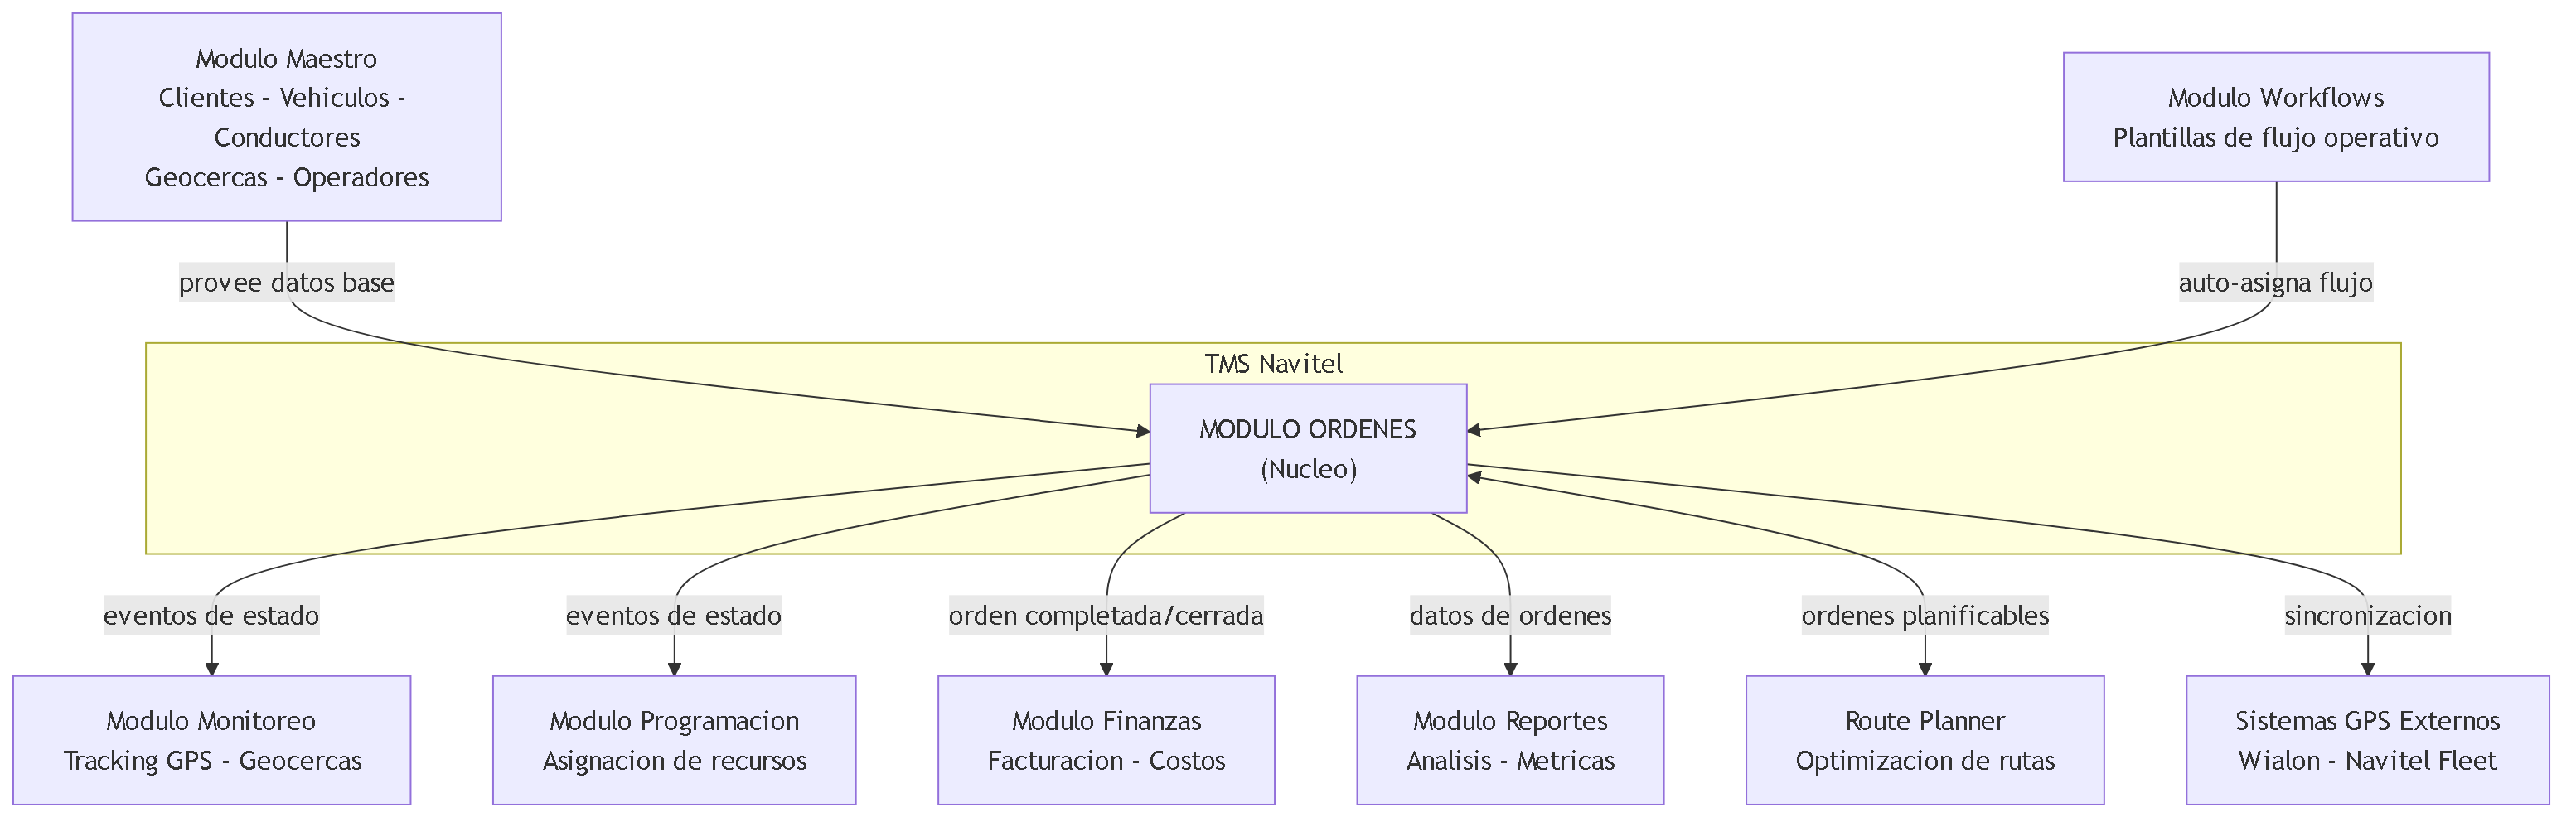 Modulo Maestro
Clientes - Vehiculos -
Conductores
Geocercas - Operadores
Modulo Workflows
Plantillas de flujo operativo
provee datos base
auto-asigna flujo
TMS Navitel
MODULO ORDENES
(Nucleo)
eventos de estado
eventos de estado
orden completada/cerrada
datos de ordenes
ordenes planificables
sincronizacion
Modulo Monitoreo
Tracking GPS - Geocercas
Modulo Programacion
Asignacion de recursos
Modulo Finanzas
Facturacion - Costos
Modulo Reportes
Analisis - Metricas
Route Planner
Optimizacion de rutas
Sistemas GPS Externos
Wialon - Navitel Fleet